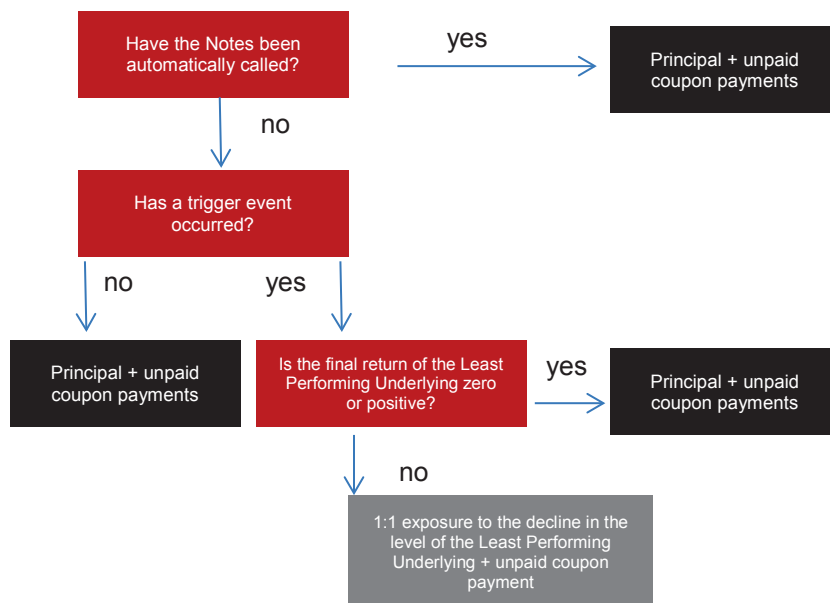 Have the Notes been
automatically called?
yes
Principal + unpaid
coupon payments
no
Has a trigger event
occurred?
no
yes
Principal + unpaid
coupon payments
Is the final return of the Least
Performing Underlying zero
or positive?
yes
Principal + unpaid
coupon payments
no
1:1 exposure to the decline in the
level of the Least Performing
Underlying + unpaid coupon
payment